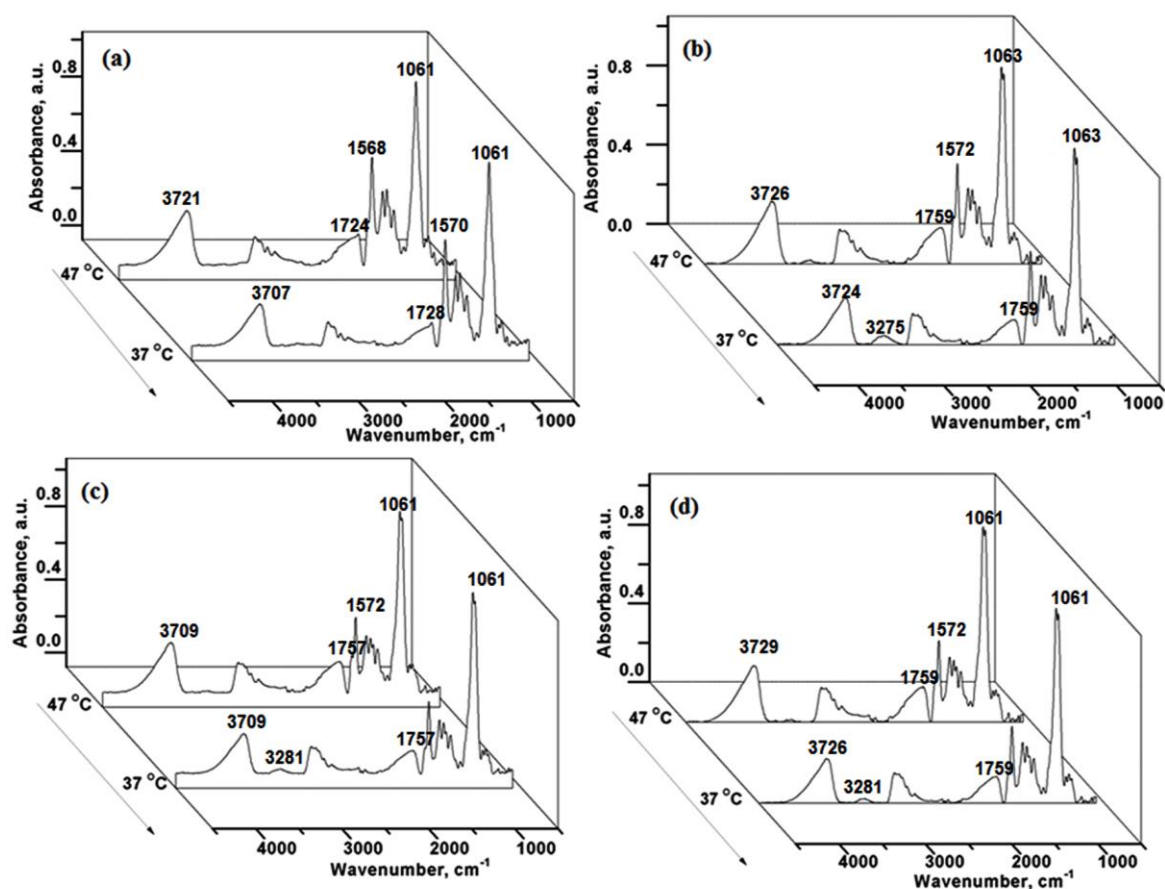 (a)
Absorbance, a.u.
0.8
0.4
0.0
3721
1724
1568
1061
47 °C
3707
1728
1570
1061
37 °C
4000 3000 2000 1000
Wavenumber, cm-1
(b)
Absorbance, a.u.
0.8
0.4
0.0
3726
1759
1572
1063
47 °C
3724
3275
1759
1063
37 °C
4000 3000 2000 1000
Wavenumber, cm-1
(c)
Absorbance, a.u.
0.8
0.4
0.0
3709
1757
1572
1061
47 °C
3709
3281
1757
1061
37 °C
4000 3000 2000 1000
Wavenumber, cm-1
(d)
Absorbance, a.u.
0.8
0.4
0.0
3729
1759
1572
1061
47 °C
3726
3281
1759
1061
37 °C
4000 3000 2000 1000
Wavenumber, cm-1